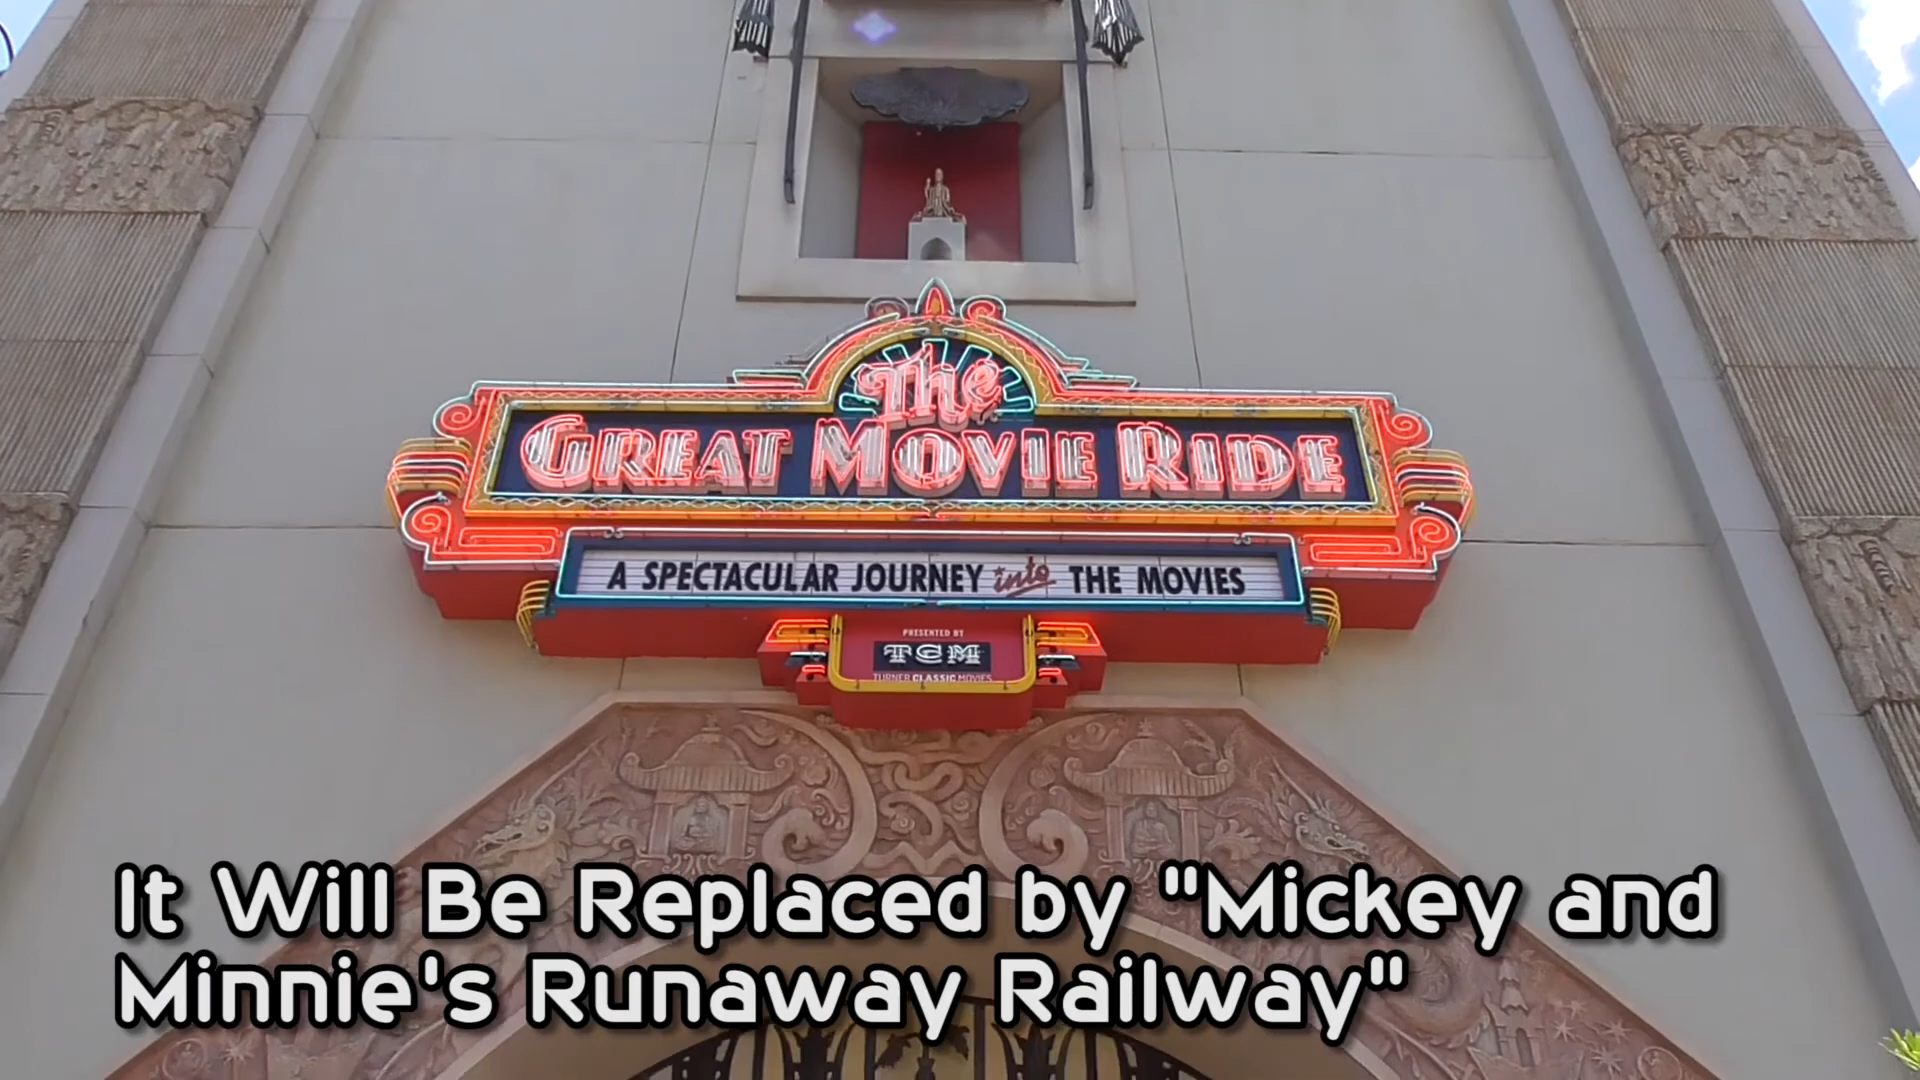 The
GREAT MOVIE RIDE
A SPECTACULAR JOURNEY into THE MOVIES
PRESENTED BY
TCM
TURNER CLASSIC MOVIES
It Will Be Replaced by "Mickey and
Minnie's Runaway Railway"